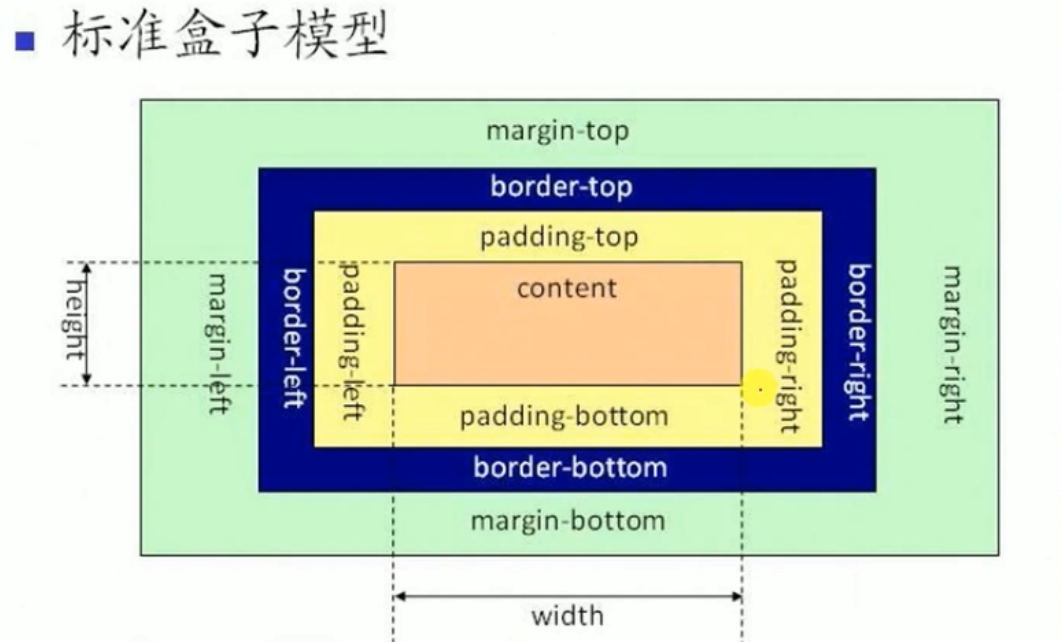 标准盒子模型
margin-top
border-top
padding-top
content
height
margin-left
border-left
padding-left
padding-right
border-right
margin-right
padding-bottom
border-bottom
margin-bottom
width